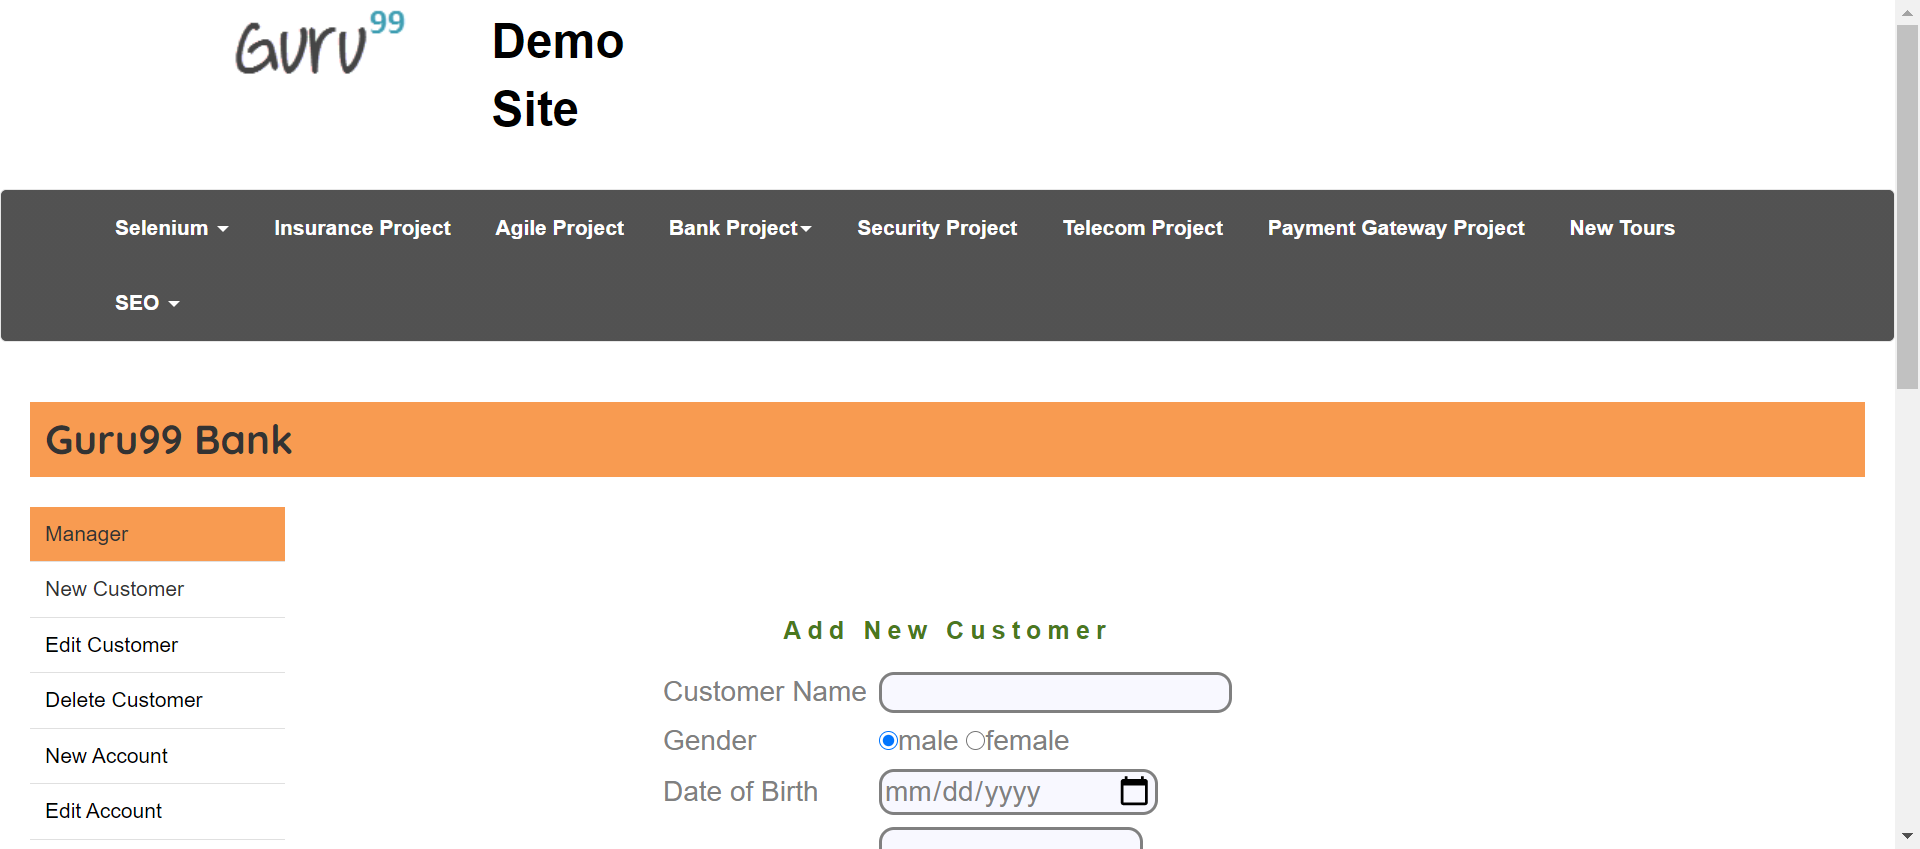 Guru99
Demo
Site
Selenium
Insurance Project
Agile Project
Bank Project
Security Project
Telecom Project
Payment Gateway Project
New Tours
SEO
Guru99 Bank
Manager
New Customer
Edit Customer
Delete Customer
New Account
Edit Account
Add New Customer
Customer Name
Gender
male female
Date of Birth
mm/dd/yyyy